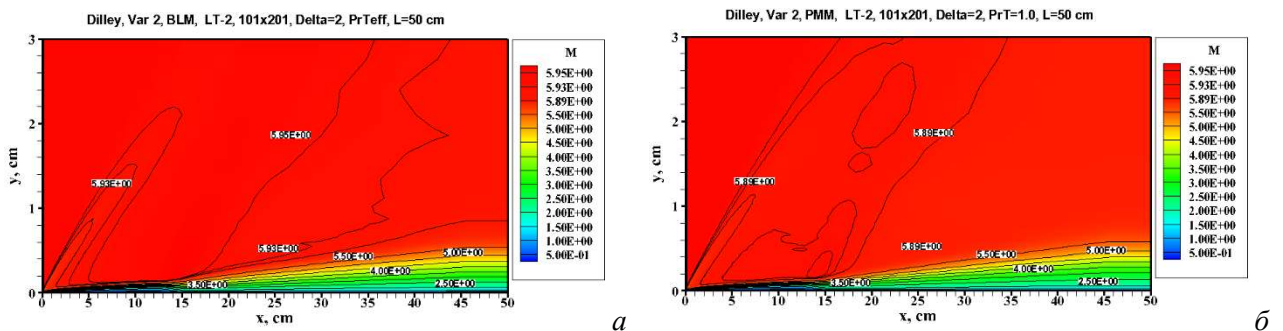 Dilley, Var 2, BLM, LT-2, 101x201, Delta=2, PrTeff, L=50 cm
3
2
1
0
y, cm
5.95E+00
5.93E+00
5.93E+00
5.50E+00
5.00E+00
4.00E+00
3.50E+00
2.50E+00
0 5 10 15 20 25 30 35 40 45 50
x, cm
M
5.95E+00
5.93E+00
5.89E+00
5.50E+00
5.00E+00
4.00E+00
3.50E+00
3.00E+00
2.50E+00
2.00E+00
1.50E+00
1.00E+00
5.00E-01
а
Dilley, Var 2, PMM, LT-2, 101x201, Delta=2, PrT=1.0, L=50 cm
3
2
1
0
y, cm
5.89E+00
5.89E+00
5.89E+00
5.50E+00
5.00E+00
4.00E+00
3.50E+00
2.50E+00
0 5 10 15 20 25 30 35 40 45 50
x, cm
M
5.95E+00
5.93E+00
5.89E+00
5.50E+00
5.00E+00
4.00E+00
3.50E+00
3.00E+00
2.50E+00
2.00E+00
1.50E+00
1.00E+00
5.00E-01
б